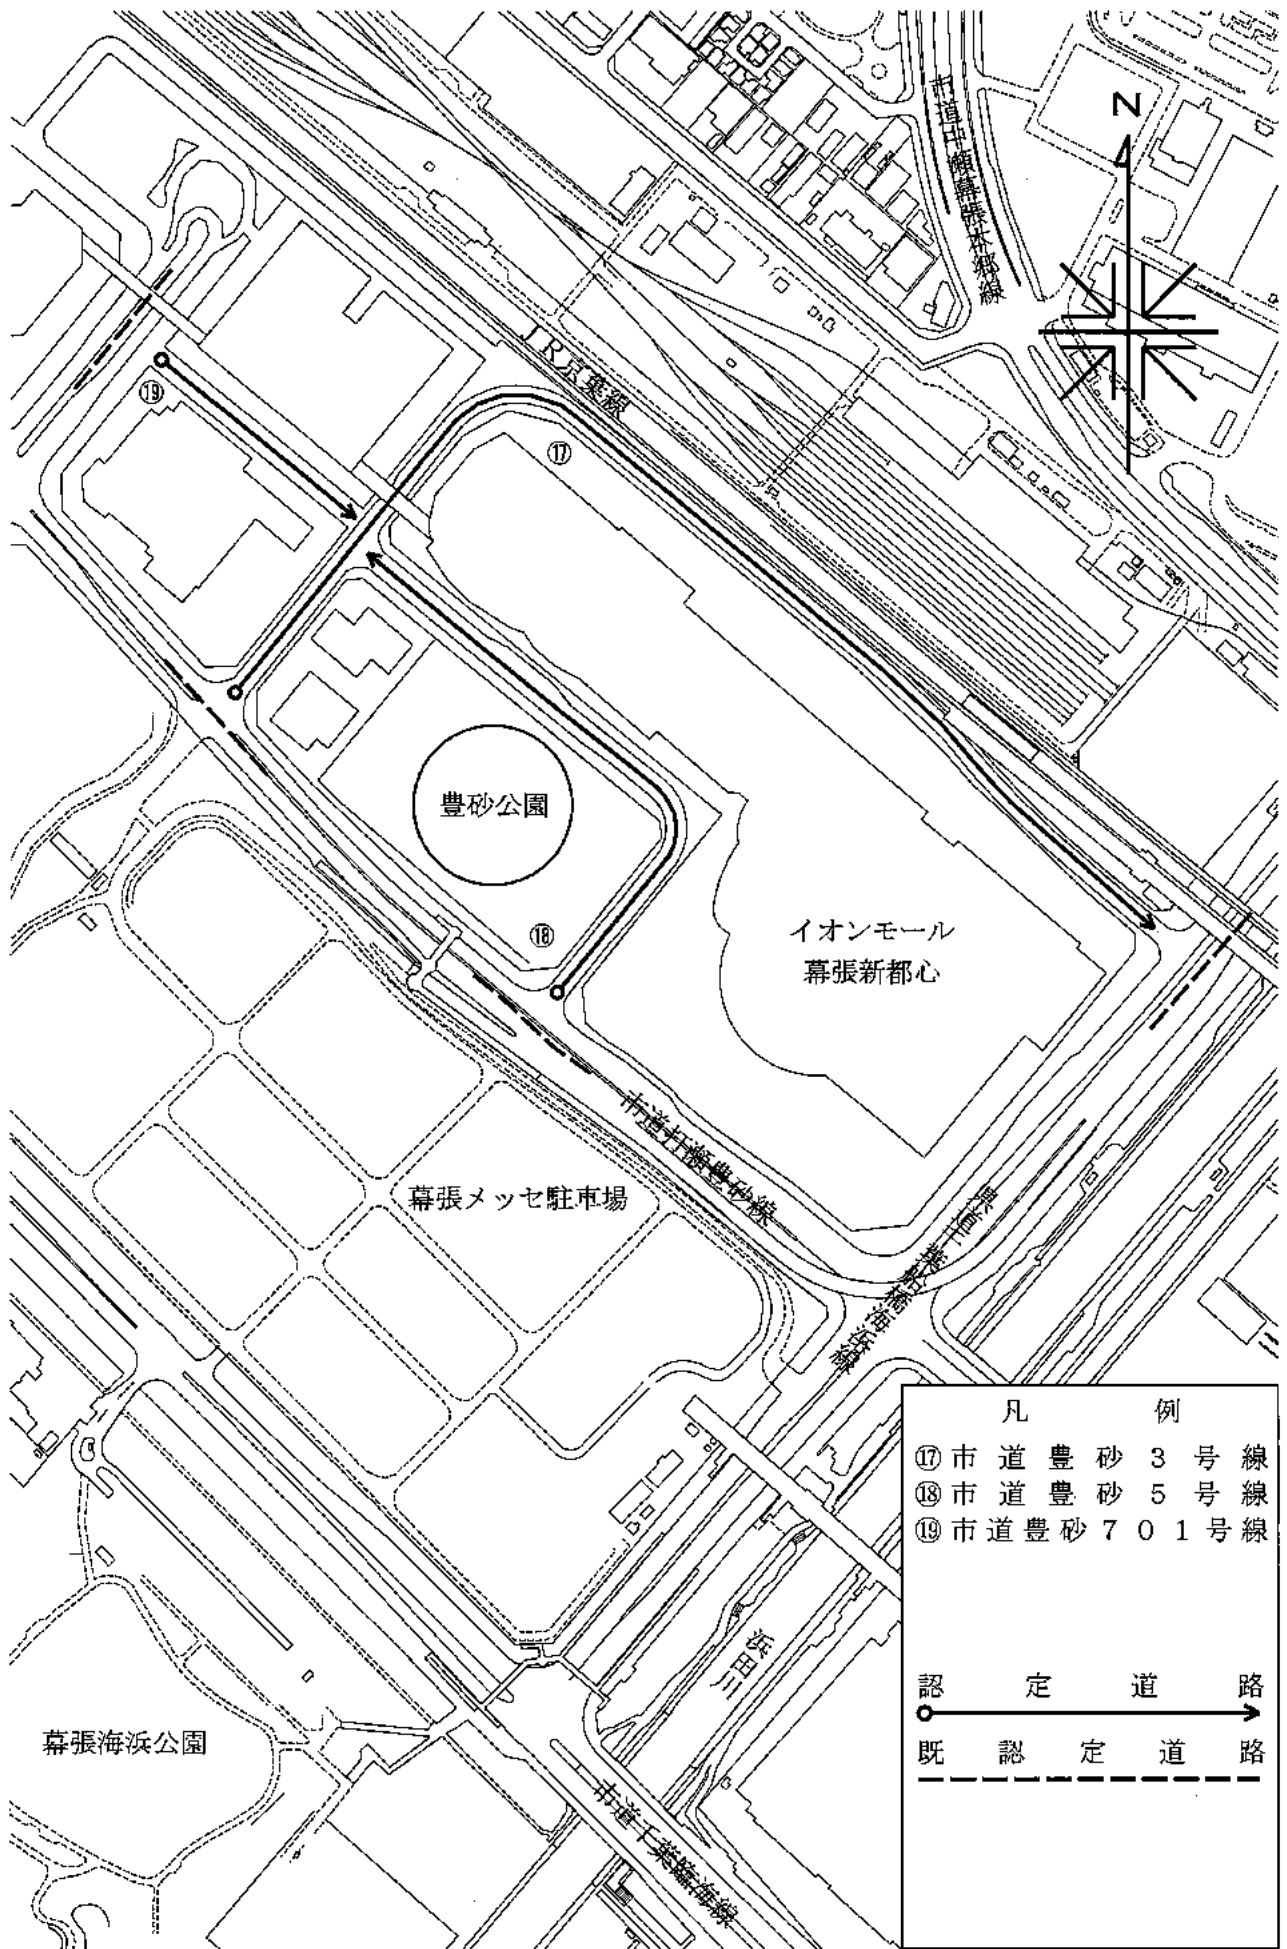 市道中瀬幕張本郷線
N
JR京葉線
⑲
⑰
豊砂公園
⑱
イオンモール
幕張新都心
市道打瀬豊砂線
幕張メッセ駐車場
県道千葉船橋海浜線
凡例
⑰市道豊砂3号線
⑱市道豊砂5号線
⑲市道豊砂701号線
認定道路
既認定道路
浜田川
幕張海浜公園
市道千葉臨海線